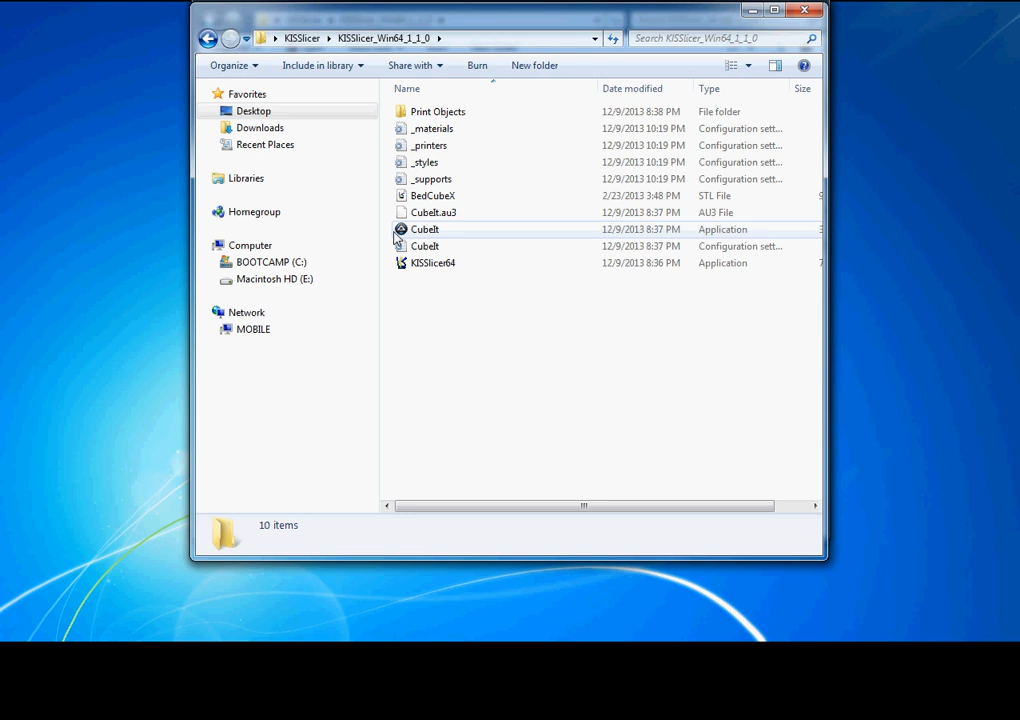 KISSlicer KISSlicer_Win64_1_1_0 Search KISSlicer_Win64_1_1_0
Organize Include in library Share with Burn New folder
Name Date modified Type Size
Favorites
Desktop
Downloads
Recent Places
Libraries
Homegroup
Computer
BOOTCAMP (C:)
Macintosh HD (E:)
Network
MOBILE
Print Objects 12/9/2013 8:38 PM File folder
_materials 12/9/2013 10:19 PM Configuration sett...
_printers 12/9/2013 10:19 PM Configuration sett...
_styles 12/9/2013 10:19 PM Configuration sett...
_supports 12/9/2013 10:19 PM Configuration sett...
BedCubeX 2/23/2013 3:48 PM STL File 9
CubeIt.au3 12/9/2013 8:37 PM AU3 File
CubeIt 12/9/2013 8:37 PM Application
CubeIt 12/9/2013 8:37 PM Configuration sett...
KISSlicer64 12/9/2013 8:36 PM Application 7
10 items